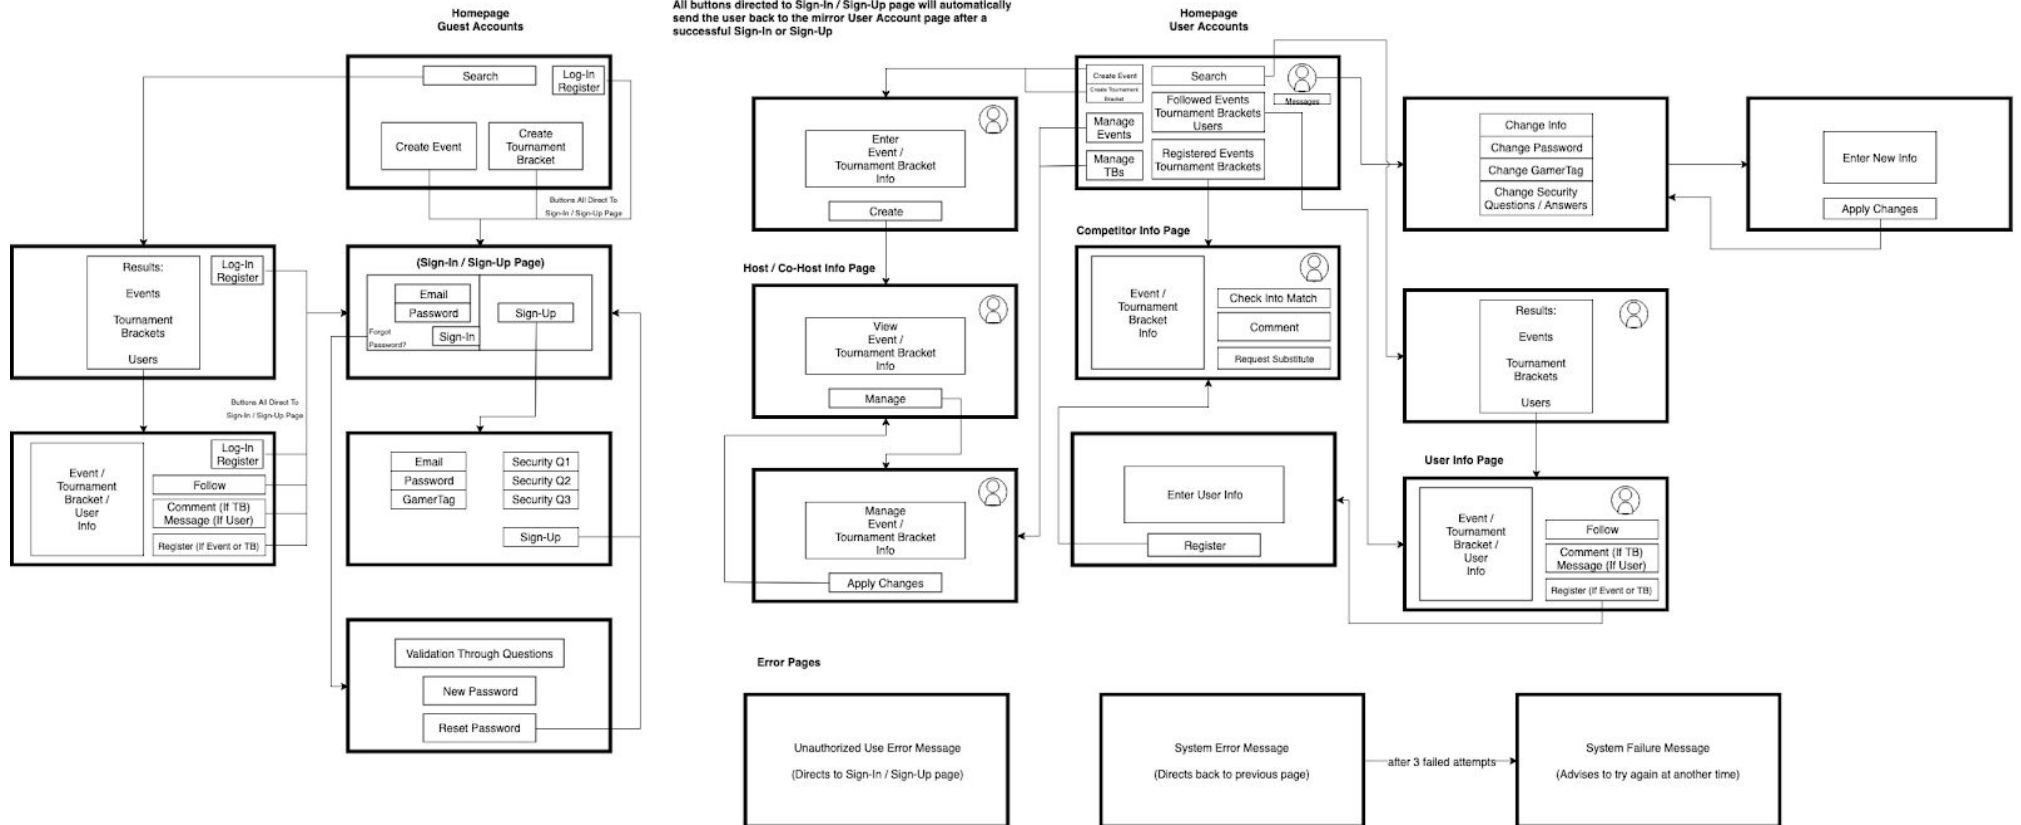 Homepage
Guest Accounts
Search
Log-In
Register
Create Event
Create
Tournament
Bracket
Buttons All Direct To
Sign-In / Sign-Up Page
Results:
Events
Tournament
Brackets
Users
Log-In
Register
(Sign-In / Sign-Up Page)
Email
Password
Sign-In
Forgot
Password?
Sign-Up
Buttons All Direct To
Sign-In / Sign-Up Page
Event /
Tournament
Bracket /
User
Info
Log-In
Register
Follow
Comment (If TB)
Message (If User)
Register (If Event or TB)
Email
Password
GamerTag
Security Q1
Security Q2
Security Q3
Sign-Up
Validation Through Questions
New Password
Reset Password
All buttons directed to Sign-In / Sign-Up page will automatically
send the user back to the mirror User Account page after a
successful Sign-In or Sign-Up
Homepage
User Accounts
Create Event
Create Tournament
Bracket
Manage
Events
Manage
TBs
Search
Followed Events
Tournament Brackets
Users
Registered Events
Tournament Brackets
Messages
Enter
Event /
Tournament Bracket
Info
Create
Host / Co-Host Info Page
View
Event /
Tournament Bracket
Info
Manage
Manage
Event /
Tournament Bracket
Info
Apply Changes
Competitor Info Page
Event /
Tournament
Bracket
Info
Check Into Match
Comment
Request Substitute
Enter User Info
Register
Change Info
Change Password
Change GamerTag
Change Security
Questions / Answers
Enter New Info
Apply Changes
Results:
Events
Tournament
Brackets
Users
User Info Page
Event /
Tournament
Bracket /
User
Info
Follow
Comment (If TB)
Message (If User)
Register (If Event or TB)
Error Pages
Unauthorized Use Error Message
(Directs to Sign-In / Sign-Up page)
System Error Message
(Directs back to previous page)
after 3 failed attempts
System Failure Message
(Advises to try again at another time)